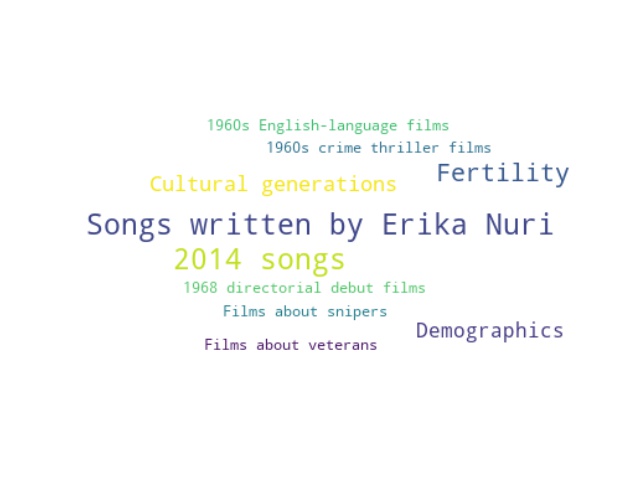 1960s English-language films
1960s crime thriller films
Fertility
Cultural generations
Songs written by Erika Nuri
2014 songs
1968 directorial debut films
Films about snipers
Demographics
Films about veterans